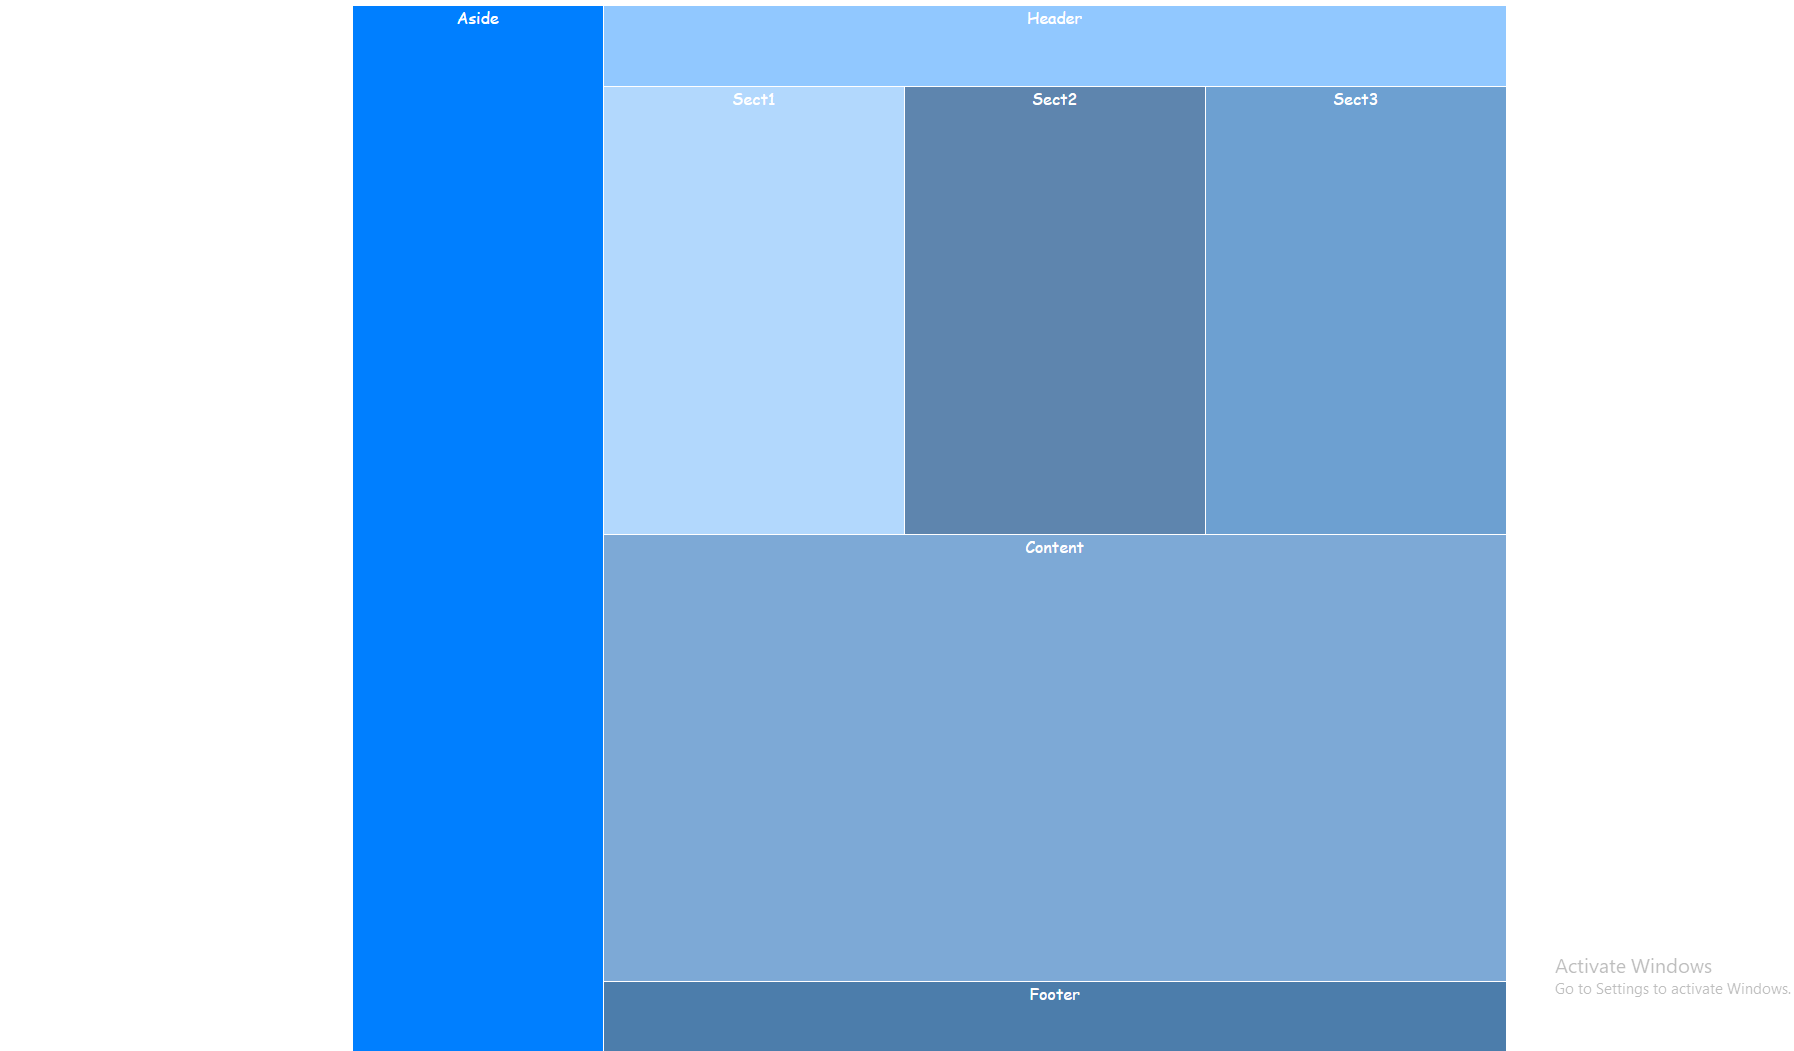 Aside
Header
Sect1
Sect2
Sect3
Content
Footer
Activate Windows
Go to Settings to activate Windows.